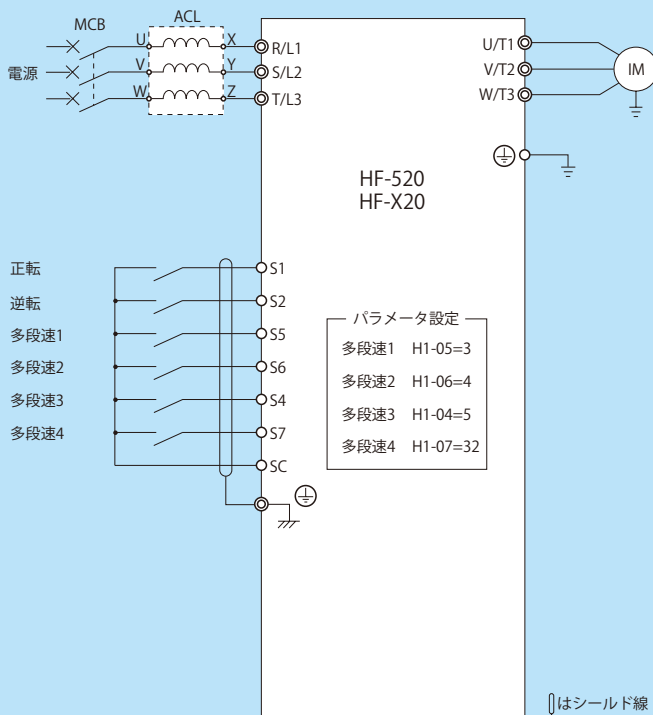 MCB
ACL
電源
U
V
W
X
Y
Z
R/L1
S/L2
T/L3
U/T1
V/T2
W/T3
IM
HF-520
HF-X20
正転
逆転
多段速1
多段速2
多段速3
多段速4
S1
S2
S5
S6
S4
S7
SC
パラメータ設定
多段速1 H1-05=3
多段速2 H1-06=4
多段速3 H1-04=5
多段速4 H1-07=32
はシールド線